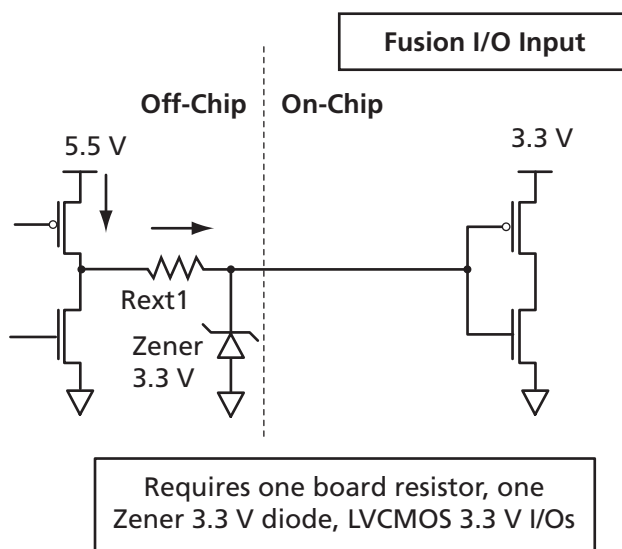 Fusion I/O Input
Off-Chip
On-Chip
5.5 V
3.3 V
Rext1
Zener
3.3 V
Requires one board resistor, one
Zener 3.3 V diode, LVCMOS 3.3 V I/Os